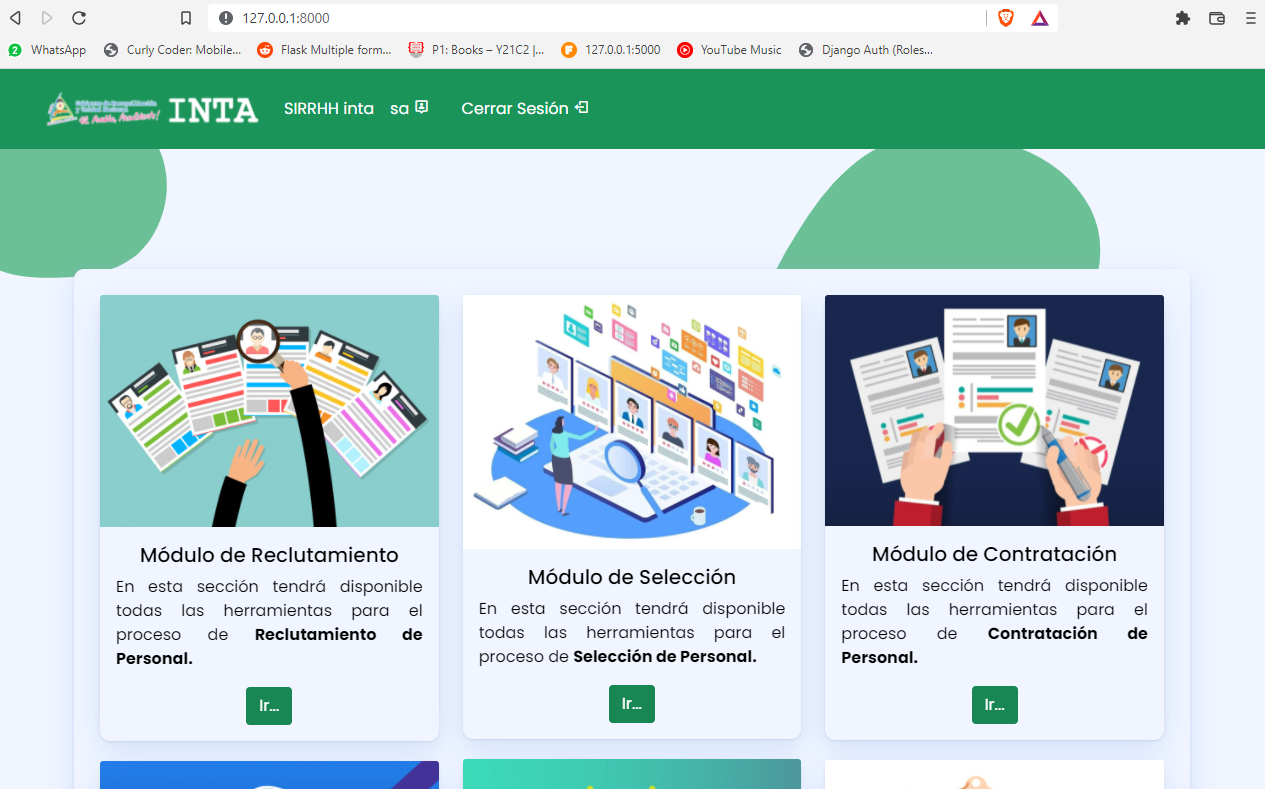 127.0.0.1:8000
2 WhatsApp Curly Coder: Mobile... Flask Multiple form... P1: Books – Y21C2 |... 127.0.0.1:5000 YouTube Music Django Auth (Roles...
INTA SIRRHH inta sa Cerrar Sesión
Módulo de Reclutamiento
En esta sección tendrá disponible
todas las herramientas para el
proceso de Reclutamiento de
Personal.
Ir...
Módulo de Selección
En esta sección tendrá disponible
todas las herramientas para el
proceso de Selección de Personal.
Ir...
Módulo de Contratación
En esta sección tendrá disponible
todas las herramientas para el
proceso de Contratación de
Personal.
Ir...